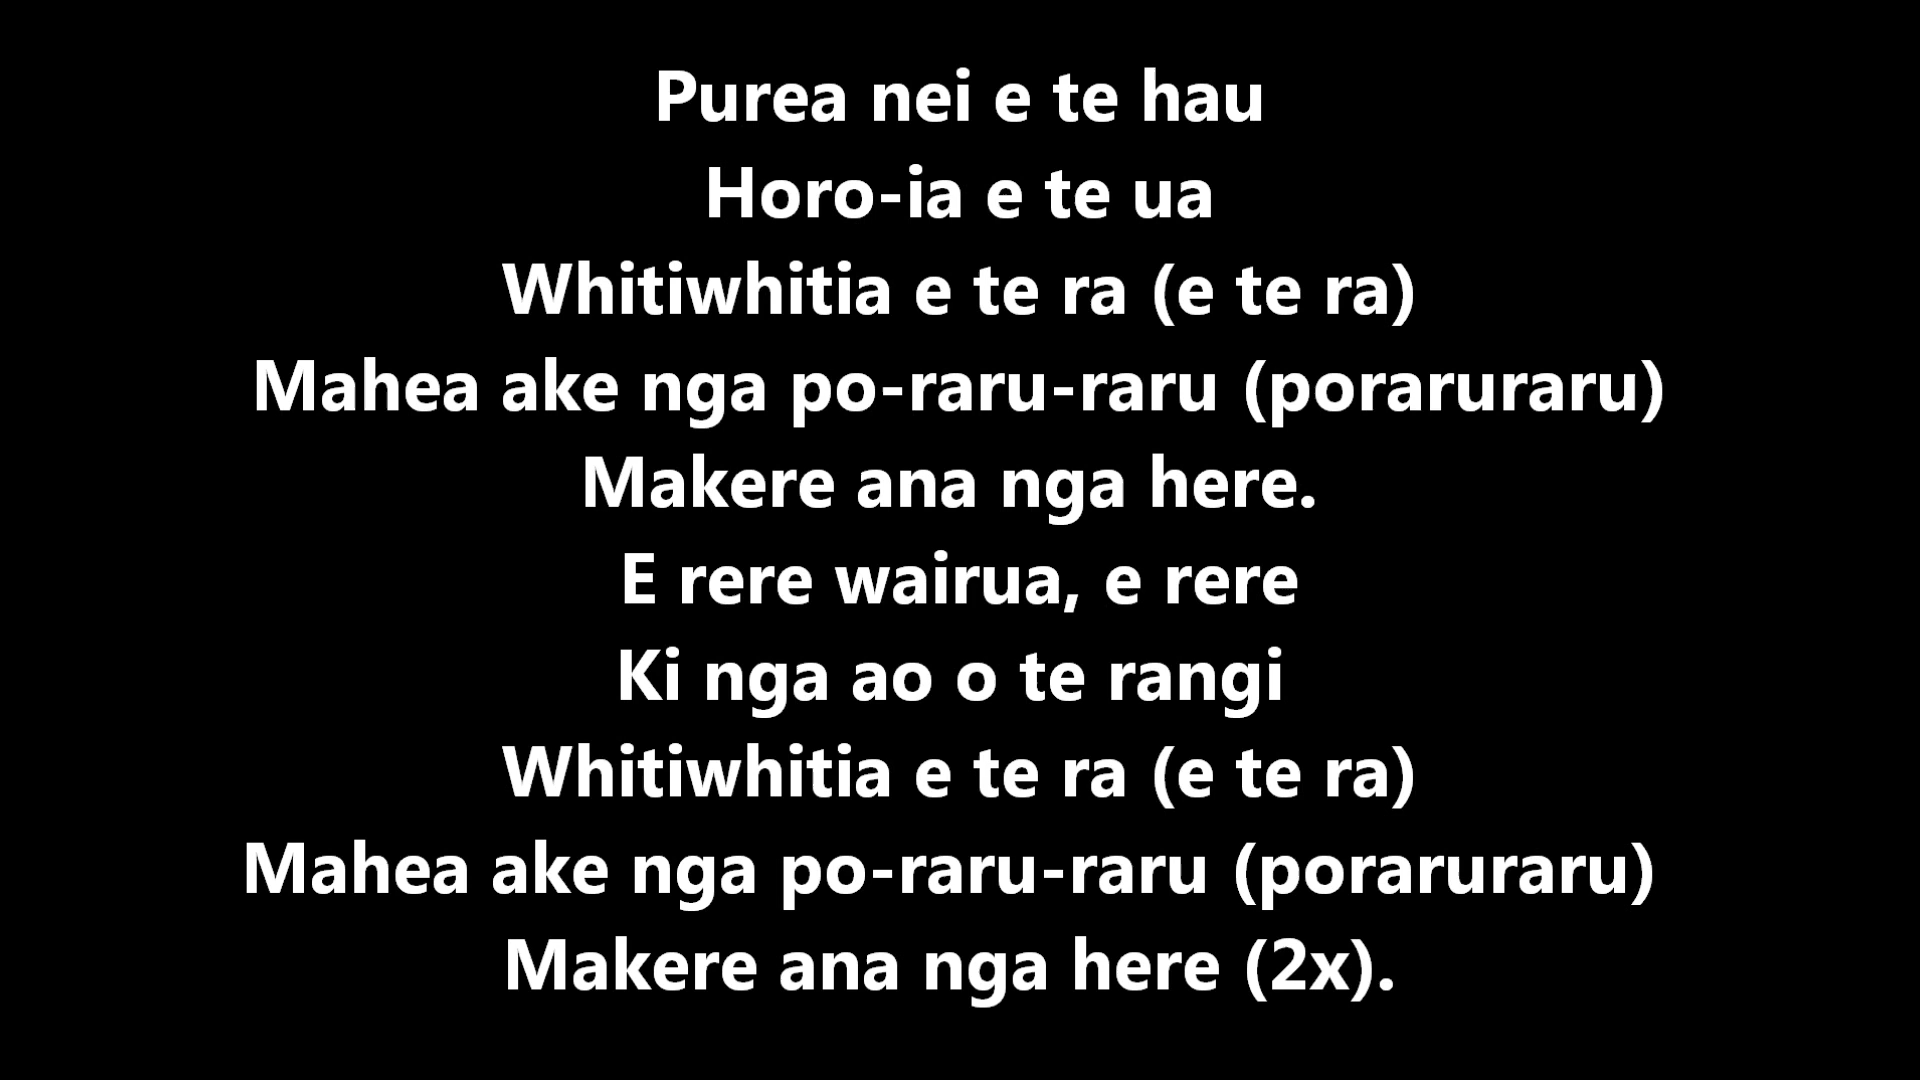 Purea nei e te hau
Horo-ia e te ua
Whitiwhitia e te ra (e te ra)
Mahea ake nga po-raru-raru (poraruraru)
Makere ana nga here.
E rere wairua, e rere
Ki nga ao o te rangi
Whitiwhitia e te ra (e te ra)
Mahea ake nga po-raru-raru (poraruraru)
Makere ana nga here (2x).